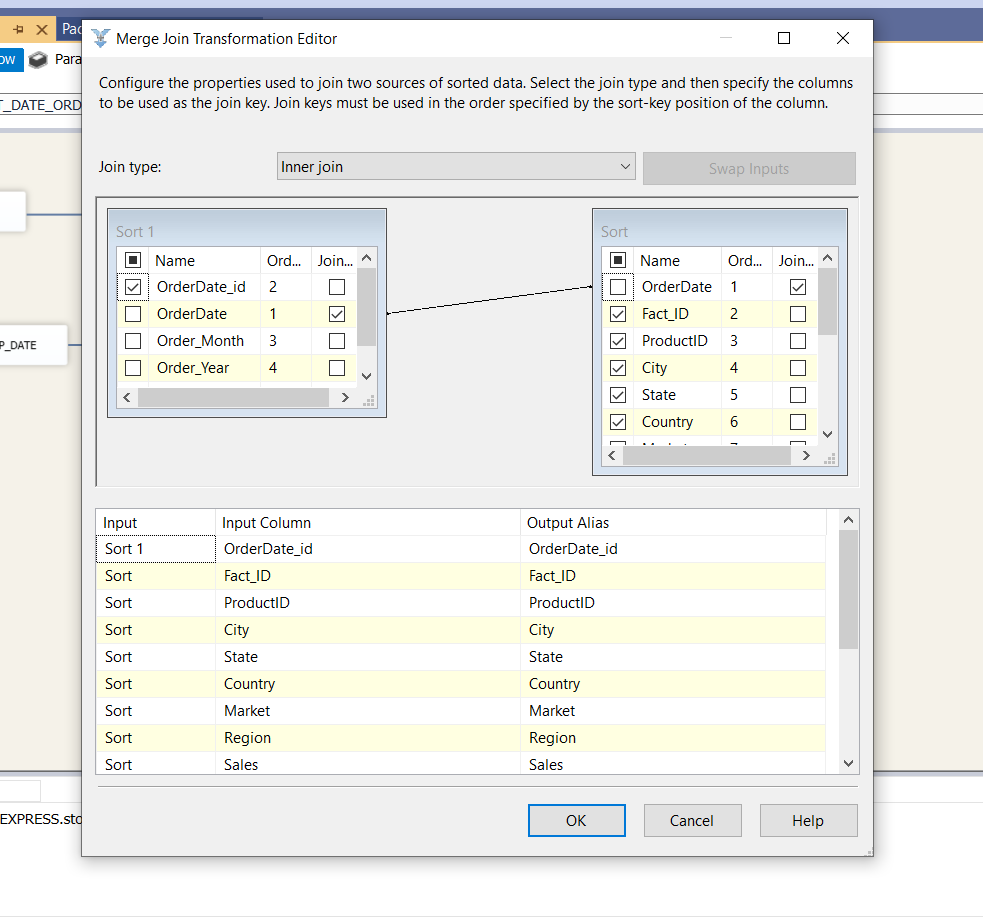 Pac
Merge Join Transformation Editor
OW
Para
T_DATE_ORD
Configure the properties used to join two sources of sorted data. Select the join type and then specify the columns
to be used as the join key. Join keys must be used in the order specified by the sort-key position of the column.
Join type: Inner join Swap Inputs
Sort 1
Name Ord... Join...
OrderDate_id 2
OrderDate 1
Order_Month 3
Order_Year 4
Sort
Name Ord... Join...
OrderDate 1
Fact_ID 2
ProductID 3
City 4
State 5
Country 6
P_DATE
Input Input Column Output Alias
Sort 1 OrderDate_id OrderDate_id
Sort Fact_ID Fact_ID
Sort ProductID ProductID
Sort City City
Sort State State
Sort Country Country
Sort Market Market
Sort Region Region
Sort Sales Sales
EXPRESS.sto
OK Cancel Help